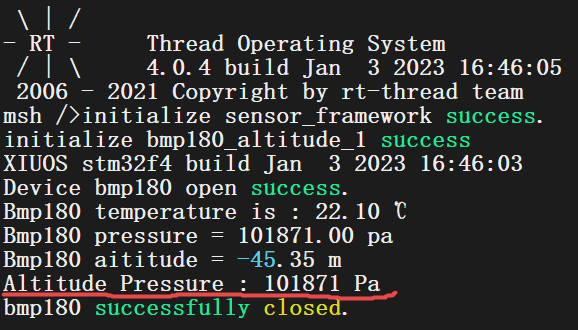 \ | /
- RT -     Thread Operating System
 / | \     4.0.4 build Jan  3 2023 16:46:05
 2006 - 2021 Copyright by rt-thread team
msh />initialize sensor_framework success.
initialize bmp180_altitude_1 success
XIUOS stm32f4 build Jan  3 2023 16:46:03
Device bmp180 open success.
Bmp180 temperature is : 22.10 ℃
Bmp180 pressure = 101871.00 pa
Bmp180 aititude = -45.35 m
Altitude Pressure : 101871 Pa
bmp180 successfully closed.